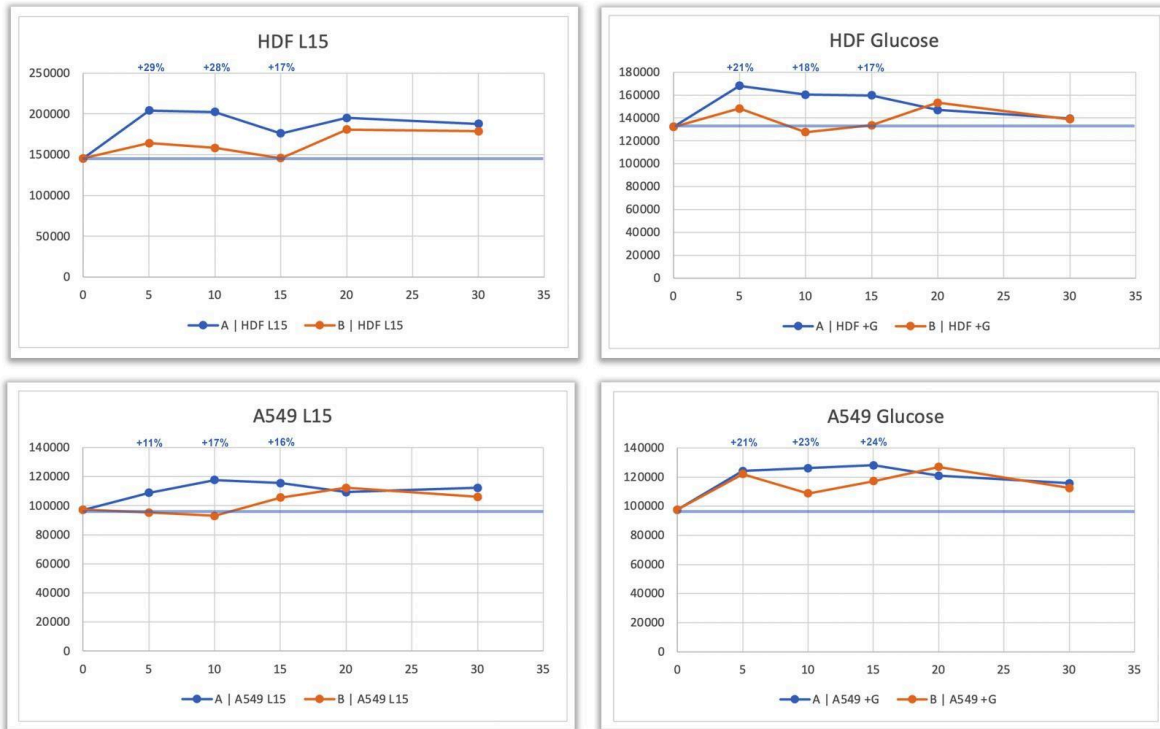 HDF L15
+29% +28% +17%
250000
200000
150000
100000
50000
0
0 5 10 15 20 25 30 35
A | HDF L15 B | HDF L15
HDF Glucose
+21% +18% +17%
180000
160000
140000
120000
100000
80000
60000
40000
20000
0
0 5 10 15 20 25 30 35
A | HDF +G B | HDF +G
A549 L15
+11% +17% +16%
140000
120000
100000
80000
60000
40000
20000
0
0 5 10 15 20 25 30 35
A | A549 L15 B | A549 L15
A549 Glucose
+21% +23% +24%
140000
120000
100000
80000
60000
40000
20000
0
0 5 10 15 20 25 30 35
A | A549 +G B | A549 +G